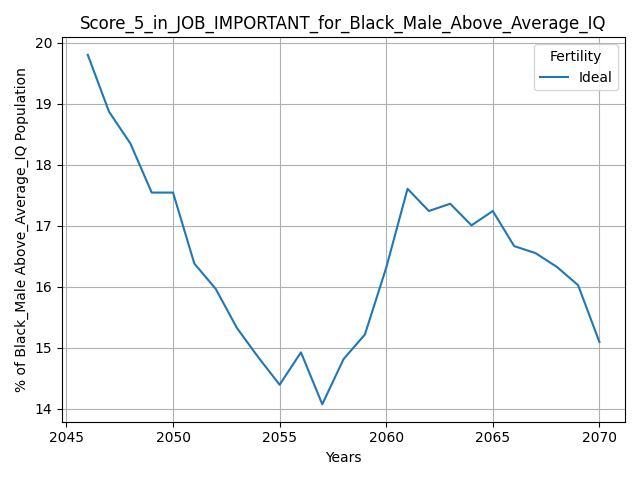 Score_5_in_JOB_IMPORTANT_for_Black_Male_Above_Average_IQ
Fertility
Ideal
% of Black_Male Above_Average_IQ Population
20
19
18
17
16
15
14
2045
2050
2055
2060
2065
2070
Years